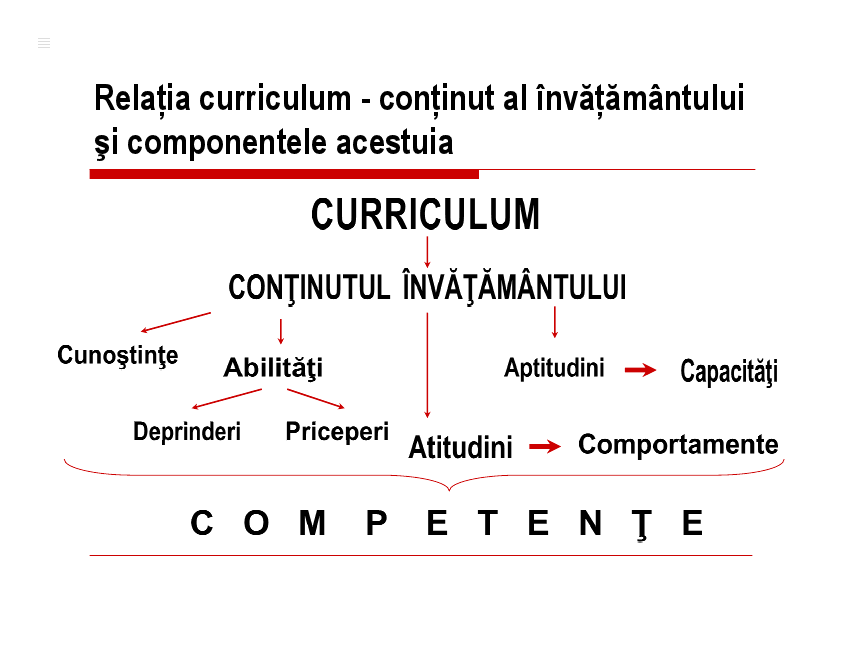 Relația curriculum - conținut al învățământului
şi componentele acestuia
CURRICULUM
CONŢINUTUL ÎNVĂŢĂMÂNTULUI
Cunoştinţe
Abilităţi
Aptitudini
Capacităţi
Deprinderi
Priceperi
Atitudini
Comportamente
C O M P E T E N Ţ E